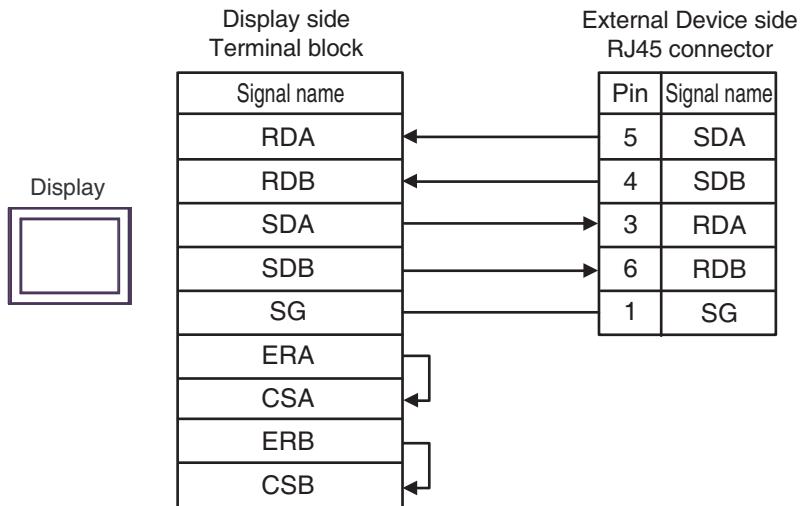 Display side
Terminal block
External Device side
RJ45 connector
Signal name
Pin Signal name
RDA 5 SDA
RDB 4 SDB
Display
SDA 3 RDA
SDB 6 RDB
SG 1 SG
ERA
CSA
ERB
CSB